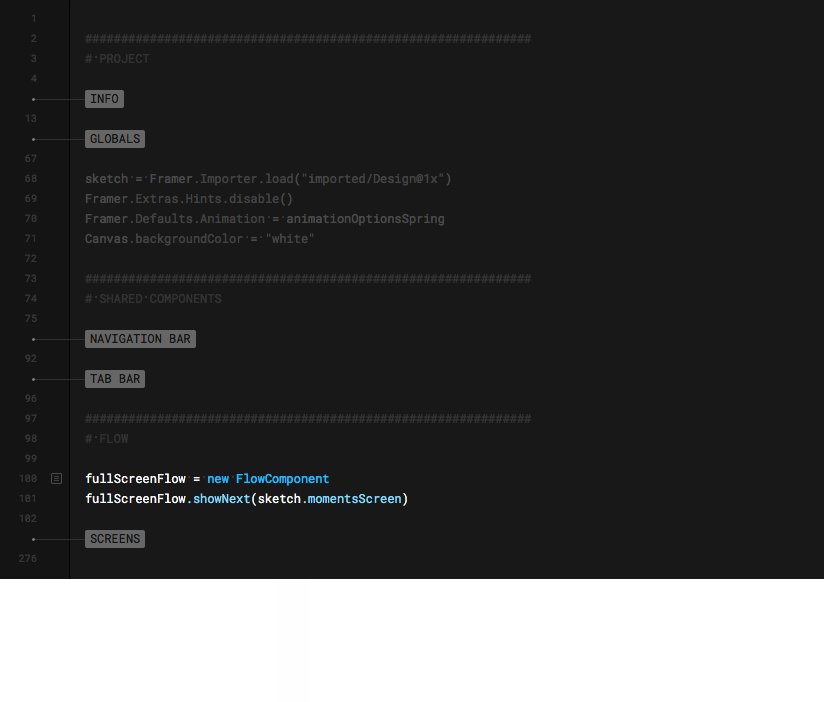 1
2 ##############################################################
3 # PROJECT
4
INFO
13
GLOBALS
67
68 sketch = Framer.Importer.load("imported/Design@1x")
69 Framer.Extras.Hints.disable()
70 Framer.Defaults.Animation = animationOptionsSpring
71 Canvas.backgroundColor = "white"
72
73 ##############################################################
74 # SHARED COMPONENTS
75
NAVIGATION BAR
92
TAB BAR
96
97 ##############################################################
98 # FLOW
99
100 fullScreenFlow = new FlowComponent
101 fullScreenFlow.showNext(sketch.momentsScreen)
102
SCREENS
276